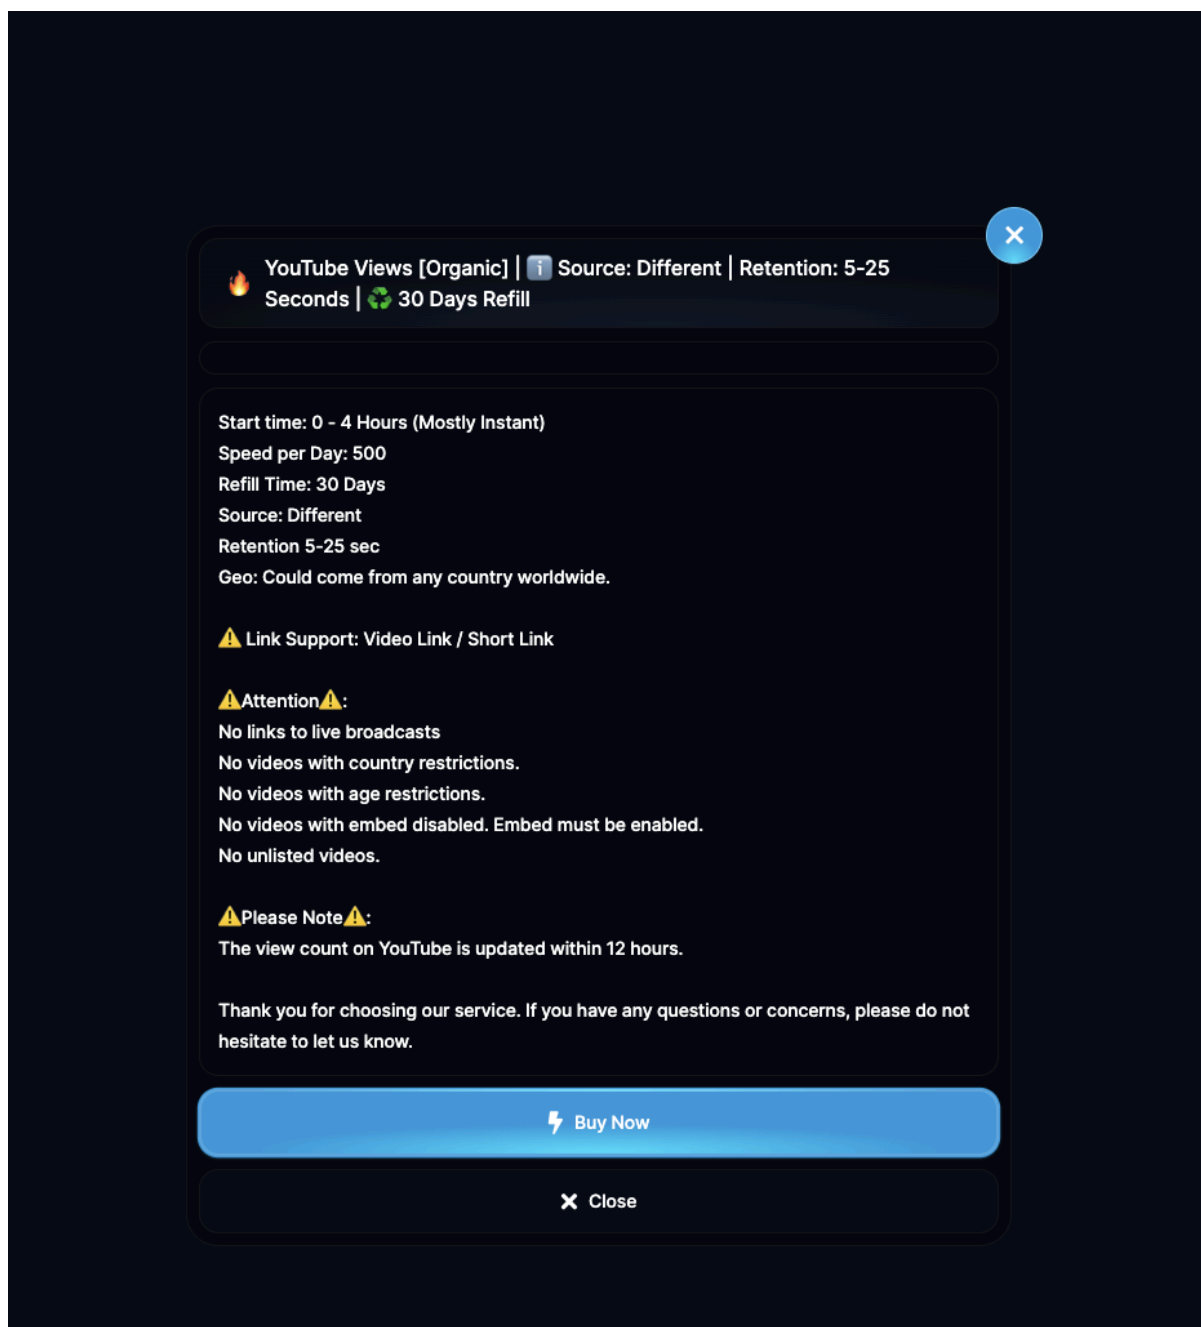 🔥 YouTube Views [Organic] | ℹ️ Source: Different | Retention: 5-25
Seconds | ♻️ 30 Days Refill
Start time: 0 - 4 Hours (Mostly Instant)
Speed per Day: 500
Refill Time: 30 Days
Source: Different
Retention 5-25 sec
Geo: Could come from any country worldwide.
⚠️ Link Support: Video Link / Short Link
⚠️Attention⚠️:
No links to live broadcasts
No videos with country restrictions.
No videos with age restrictions.
No videos with embed disabled. Embed must be enabled.
No unlisted videos.
⚠️Please Note⚠️:
The view count on YouTube is updated within 12 hours.
Thank you for choosing our service. If you have any questions or concerns, please do not
hesitate to let us know.
Buy Now
Close